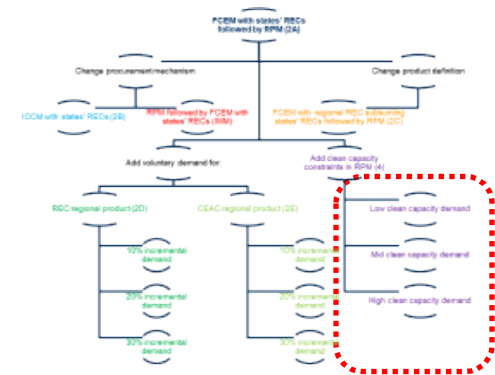 FCEM with states' RECs
followed by RPM (2A)
Change procurement mechanism
Change product definition
ICCM with states' RECs (2B)
RPM followed by FCEM with
states' RECs (IMM)
FCEM with regional REC subsuming
states' RECs followed by RPM (2C)
Add voluntary demand for:
Add clean capacity
constraints in RPM (4)
REC regional product (2D)
CEAC regional product (2E)
Low clean capacity demand
10% incremental
demand
10% incremental
demand
Mid clean capacity demand
20% incremental
demand
20% incremental
demand
High clean capacity demand
30% incremental
demand
30% incremental
demand